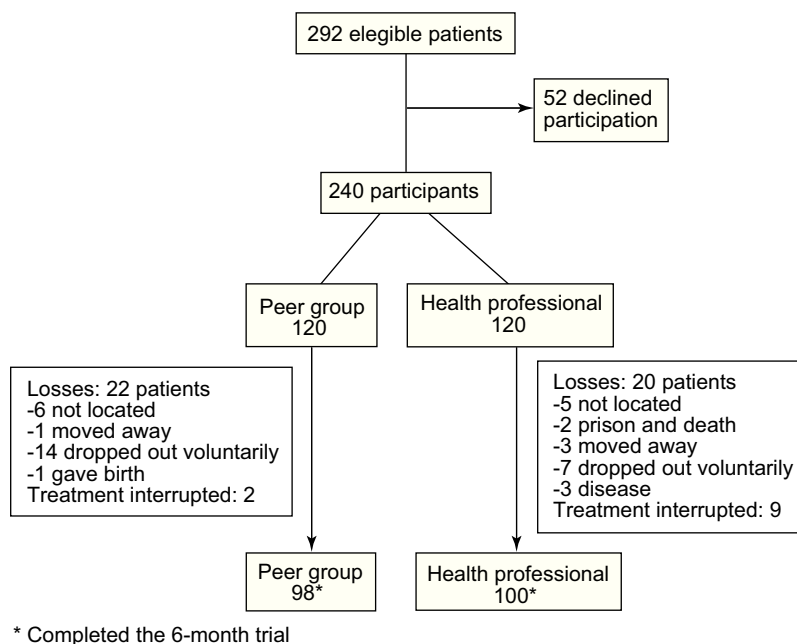 292 elegible patients
52 declined
participation
240 participants
Peer group
120
Health professional
120
Losses: 22 patients
-6 not located
-1 moved away
-14 dropped out voluntarily
-1 gave birth
Treatment interrupted: 2
Losses: 20 patients
-5 not located
-2 prison and death
-3 moved away
-7 dropped out voluntarily
-3 disease
Treatment interrupted: 9
Peer group
98*
Health professional
100*
* Completed the 6-month trial